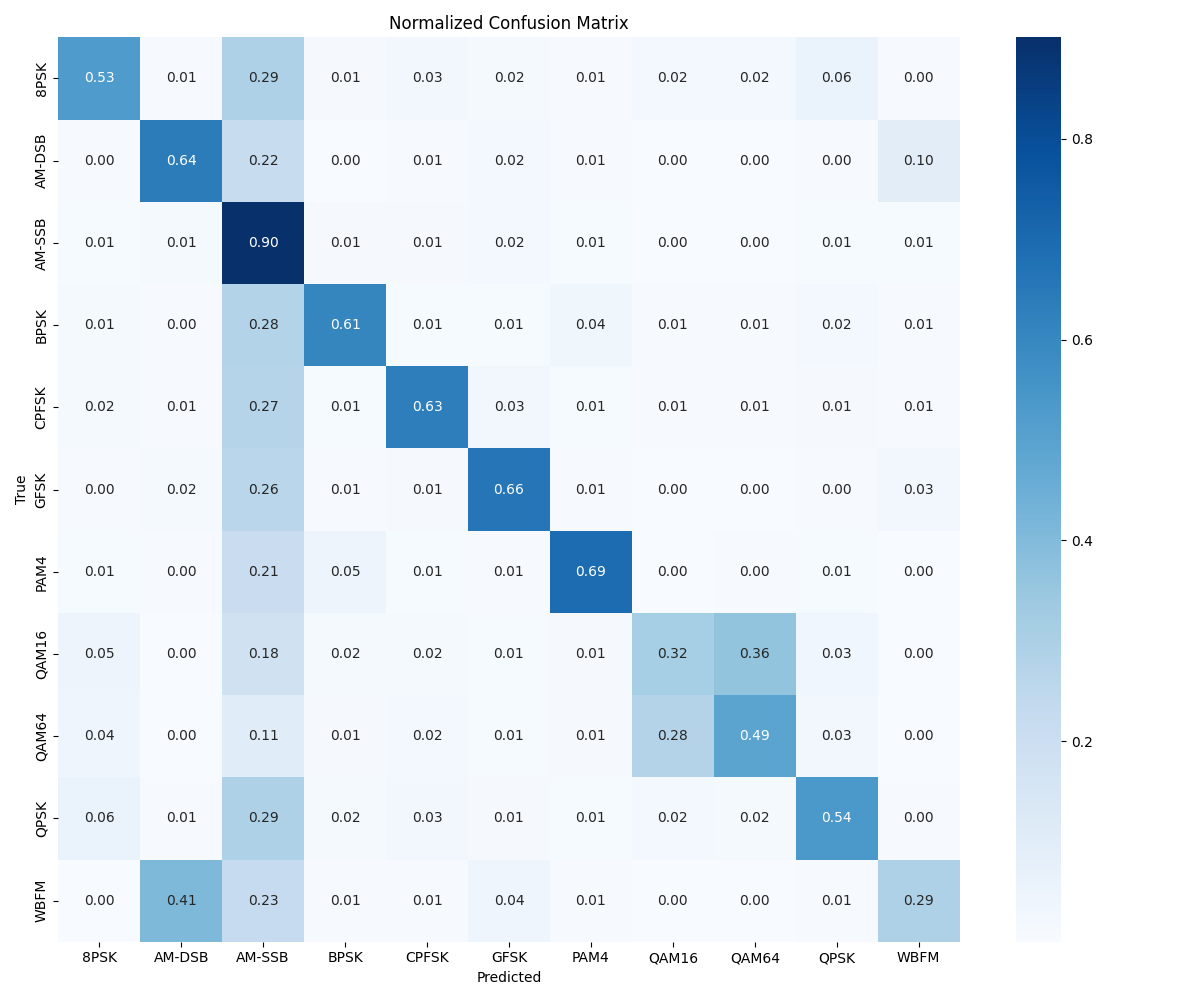 Normalized Confusion Matrix
True
8PSK 0.53 0.01 0.29 0.01 0.03 0.02 0.01 0.02 0.02 0.06 0.00
AM-DSB 0.00 0.64 0.22 0.00 0.01 0.02 0.01 0.00 0.00 0.00 0.10
AM-SSB 0.01 0.01 0.90 0.01 0.01 0.02 0.01 0.00 0.00 0.01 0.01
BPSK 0.01 0.00 0.28 0.61 0.01 0.01 0.04 0.01 0.01 0.02 0.01
CPFSK 0.02 0.01 0.27 0.01 0.63 0.03 0.01 0.01 0.01 0.01 0.01
GFSK 0.00 0.02 0.26 0.01 0.01 0.66 0.01 0.00 0.00 0.00 0.03
PAM4 0.01 0.00 0.21 0.05 0.01 0.01 0.69 0.00 0.00 0.01 0.00
QAM16 0.05 0.00 0.18 0.02 0.02 0.01 0.01 0.32 0.36 0.03 0.00
QAM64 0.04 0.00 0.11 0.01 0.02 0.01 0.01 0.28 0.49 0.03 0.00
QPSK 0.06 0.01 0.29 0.02 0.03 0.01 0.01 0.02 0.02 0.54 0.00
WBFM 0.00 0.41 0.23 0.01 0.01 0.04 0.01 0.00 0.00 0.01 0.29
8PSK AM-DSB AM-SSB BPSK CPFSK GFSK PAM4 QAM16 QAM64 QPSK WBFM
Predicted
0.8
0.6
0.4
0.2